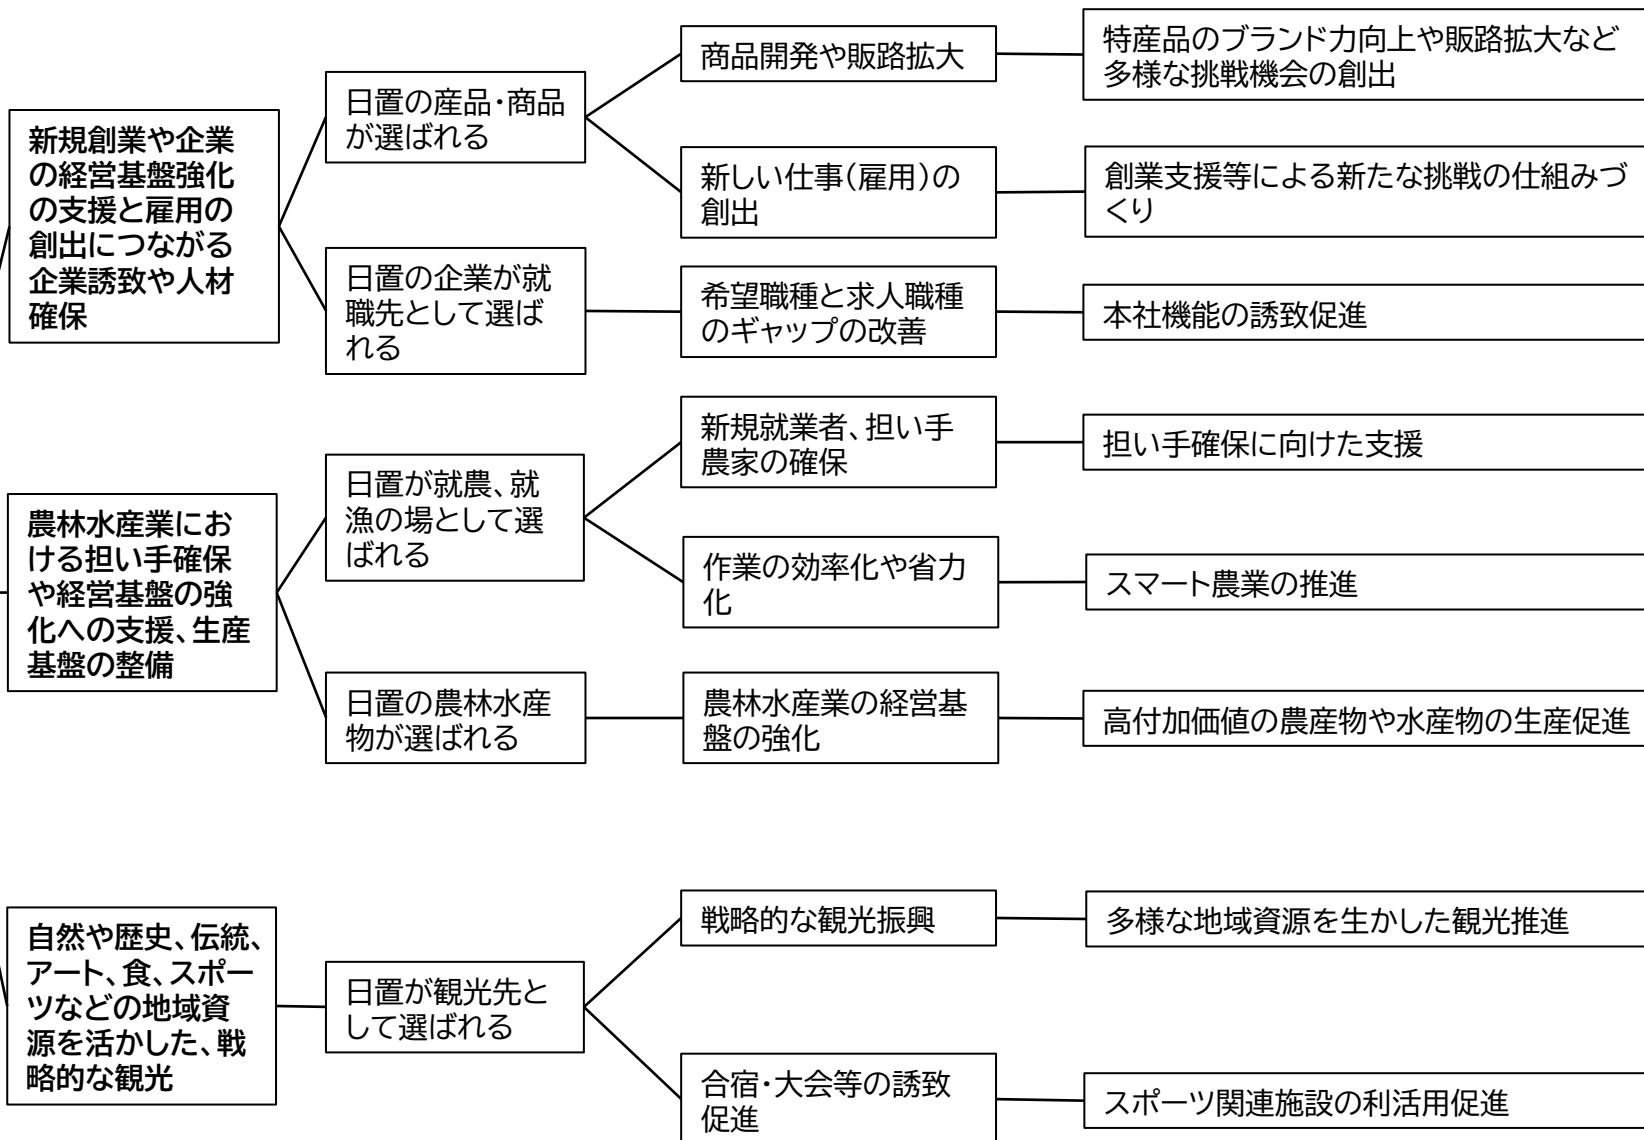 新規創業や企業
の経営基盤強化
の支援と雇用の
創出につながる
企業誘致や人材
確保
日置の産品・商品
が選ばれる
商品開発や販路拡大
特産品のブランド力向上や販路拡大など
多様な挑戦機会の創出
新しい仕事（雇用）の
創出
創業支援等による新たな挑戦の仕組みづ
くり
日置の企業が就
職先として選ば
れる
希望職種と求人職種
のギャップの改善
本社機能の誘致促進
農林水産業にお
ける担い手確保
や経営基盤の強
化への支援、生産
基盤の整備
日置が就農、就
漁の場として選
ばれる
新規就業者、担い手
農家の確保
担い手確保に向けた支援
作業の効率化や省力
化
スマート農業の推進
日置の農林水産
物が選ばれる
農林水産業の経営基
盤の強化
高付加価値の農産物や水産物の生産促進
自然や歴史、伝統、
アート、食、スポー
ツなどの地域資
源を活かした、戦
略的な観光
日置が観光先と
して選ばれる
戦略的な観光振興
多様な地域資源を生かした観光推進
合宿・大会等の誘致
促進
スポーツ関連施設の利活用促進